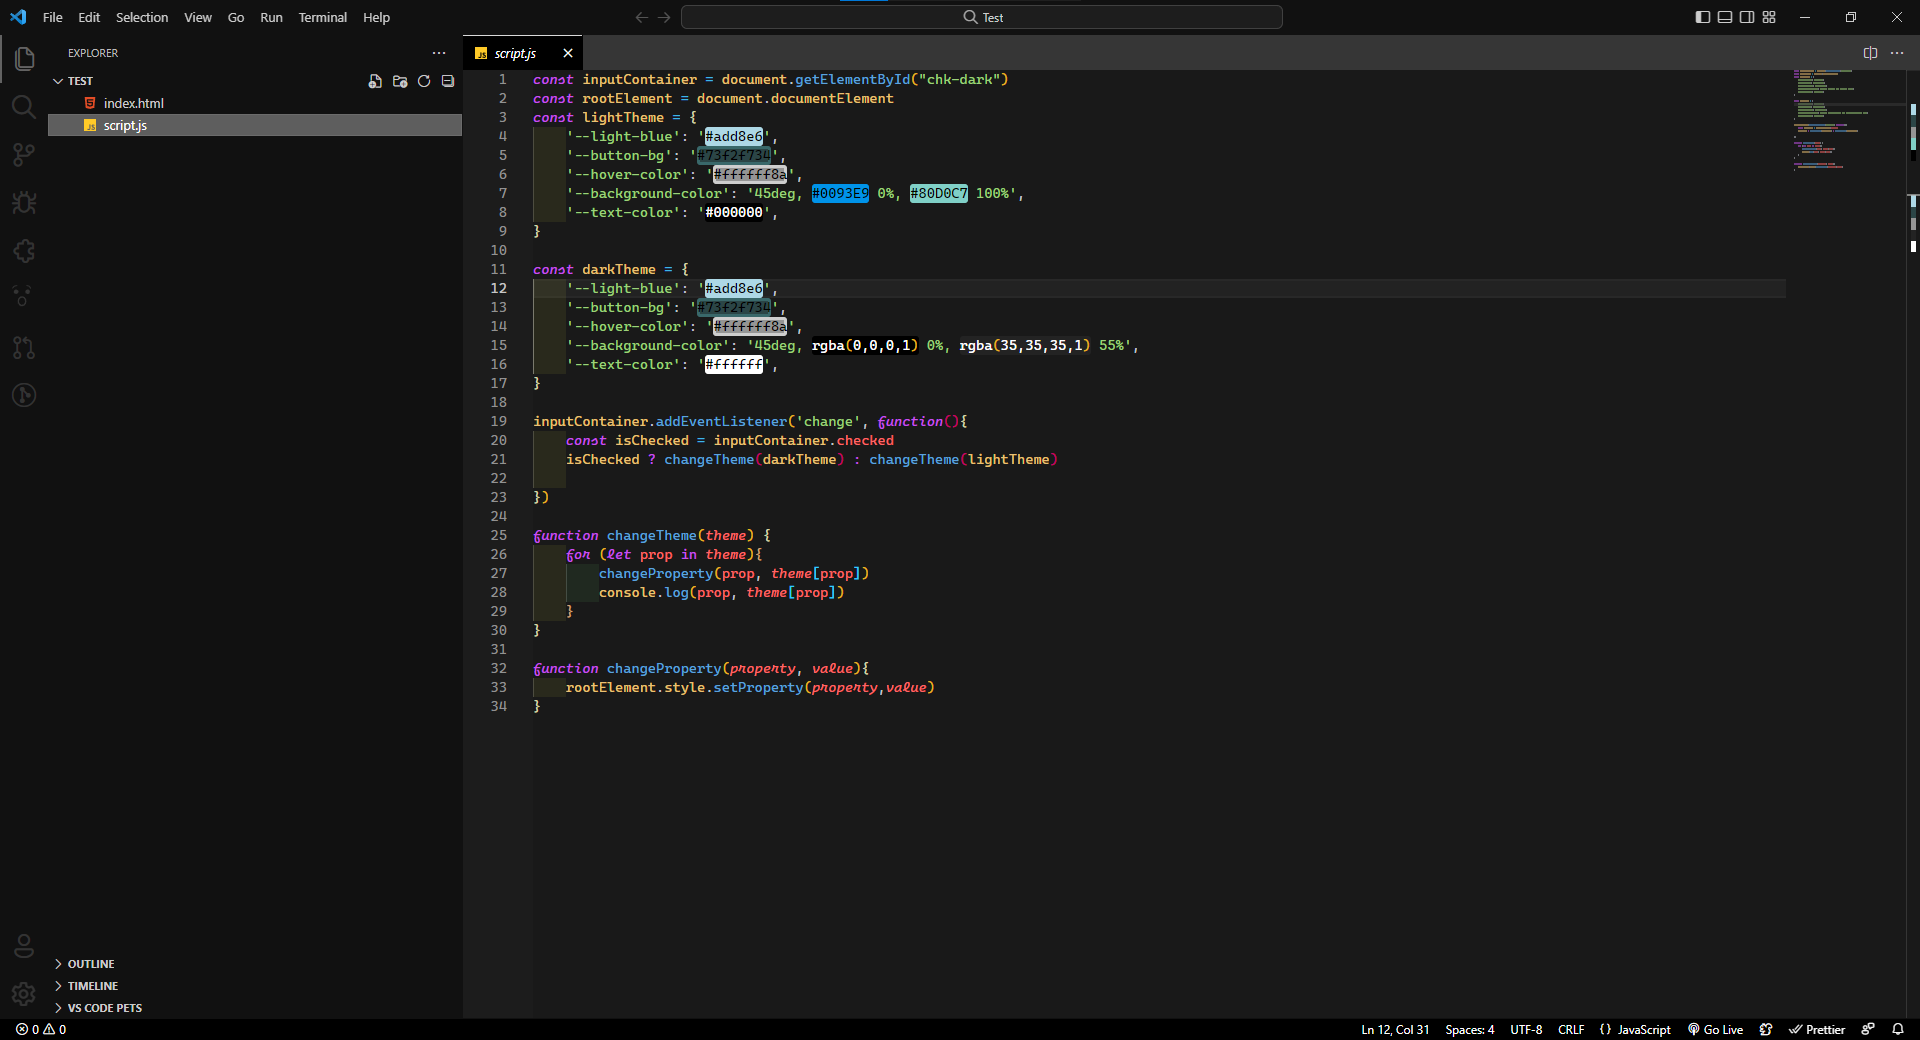 File Edit Selection View Go Run Terminal Help
Test
EXPLORER
TEST
index.html
script.js
OUTLINE
TIMELINE
VS CODE PETS
script.js
1 const inputContainer = document.getElementById("chk-dark")
2 const rootElement = document.documentElement
3 const lightTheme = {
4 '--light-blue': '#add8e6',
5 '--button-bg': '#73f2f734',
6 '--hover-color': '#ffffff8a',
7 '--background-color': '45deg, #0093E9 0%, #80D0C7 100%',
8 '--text-color': '#000000',
9 }
10
11 const darkTheme = {
12 '--light-blue': '#add8e6',
13 '--button-bg': '#73f2f734',
14 '--hover-color': '#ffffff8a',
15 '--background-color': '45deg, rgba(0,0,0,1) 0%, rgba(35,35,35,1) 55%',
16 '--text-color': '#ffffff',
17 }
18
19 inputContainer.addEventListener('change', function(){
20 const isChecked = inputContainer.checked
21 isChecked ? changeTheme(darkTheme) : changeTheme(lightTheme)
22
23 })
24
25 function changeTheme(theme) {
26 for (let prop in theme){
27 changeProperty(prop, theme[prop])
28 console.log(prop, theme[prop])
29 }
30 }
31
32 function changeProperty(property, value){
33 rootElement.style.setProperty(property,value)
34 }
0 0 Ln 12, Col 31 Spaces: 4 UTF-8 CRLF {} JavaScript Go Live Prettier